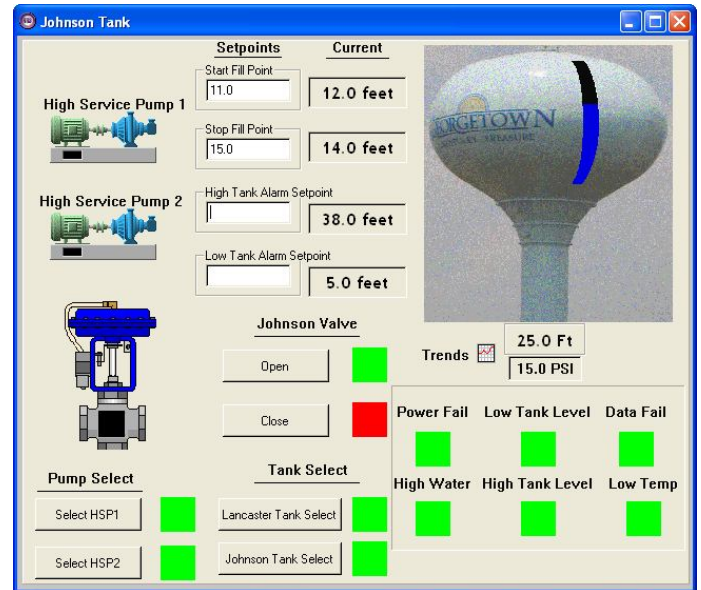 Johnson Tank
Setpoints
Current
Start Fill Point
11.0
12.0 feet
High Service Pump 1
Stop Fill Point
15.0
14.0 feet
High Service Pump 2
High Tank Alarm Setpoint
38.0 feet
Low Tank Alarm Setpoint
5.0 feet
Johnson Valve
Open
Close
Trends
25.0 Ft
15.0 PSI
Power Fail
Low Tank Level
Data Fail
High Water
High Tank Level
Low Temp
Pump Select
Select HSP1
Select HSP2
Tank Select
Lancaster Tank Select
Johnson Tank Select
ORGETOWN
TREASURE